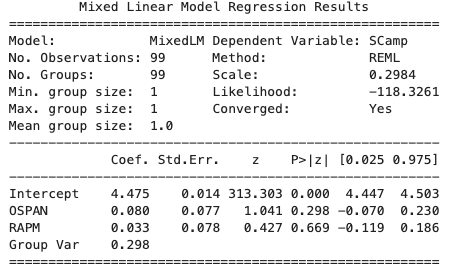 Mixed Linear Model Regression Results
Model: MixedLM Dependent Variable: SCamp
No. Observations: 99 Method: REML
No. Groups: 99 Scale: 0.2984
Min. group size: 1 Likelihood: -118.3261
Max. group size: 1 Converged: Yes
Mean group size: 1.0
Coef. Std.Err. z P>|z| [0.025 0.975]
Intercept 4.475 0.014 313.303 0.000 4.447 4.503
OSPAN 0.080 0.077 1.041 0.298 -0.070 0.230
RAPM 0.033 0.078 0.427 0.669 -0.119 0.186
Group Var 0.298